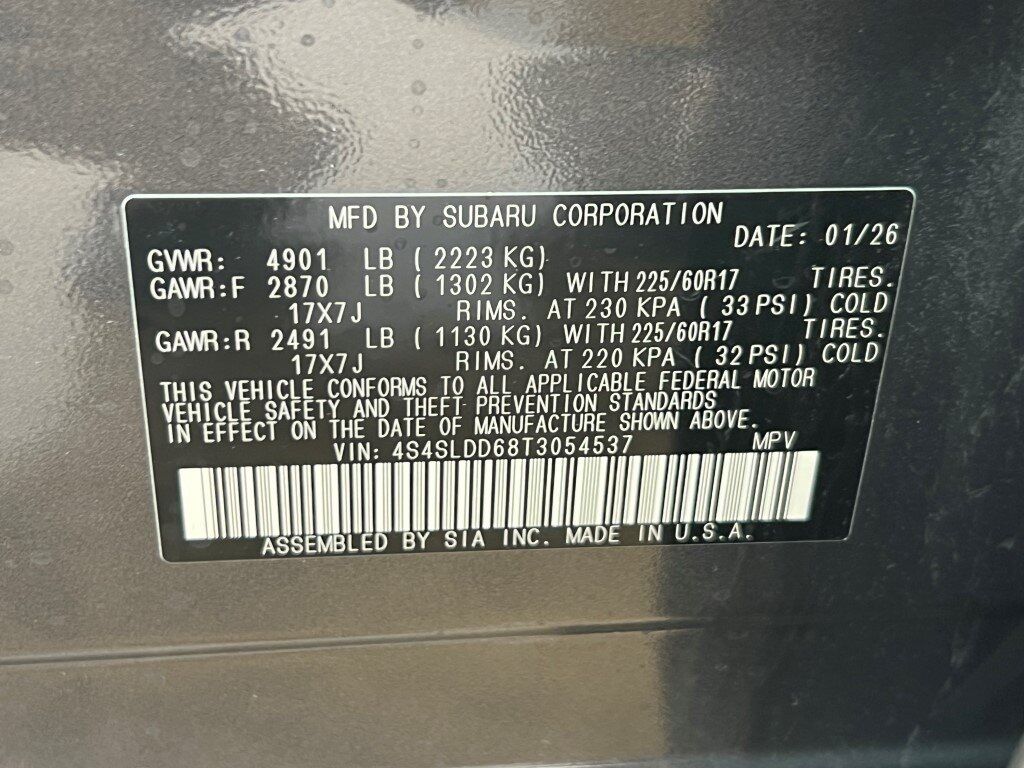 MFD BY SUBARU CORPORATION
DATE: 01/26
GVWR: 4901 LB ( 2223 KG)
GAWR:F 2870 LB ( 1302 KG) WITH 225/60R17 TIRES.
17X7J RIMS. AT 230 KPA ( 33 PSI) COLD
GAWR:R 2491 LB ( 1130 KG) WITH 225/60R17 TIRES.
17X7J RIMS. AT 220 KPA ( 32 PSI) COLD
THIS VEHICLE CONFORMS TO ALL APPLICABLE FEDERAL MOTOR
VEHICLE SAFETY AND THEFT PREVENTION STANDARDS
IN EFFECT ON THE DATE OF MANUFACTURE SHOWN ABOVE.
VIN: 4S4SLDD68T3054537 MPV
ASSEMBLED BY SIA INC. MADE IN U.S.A.